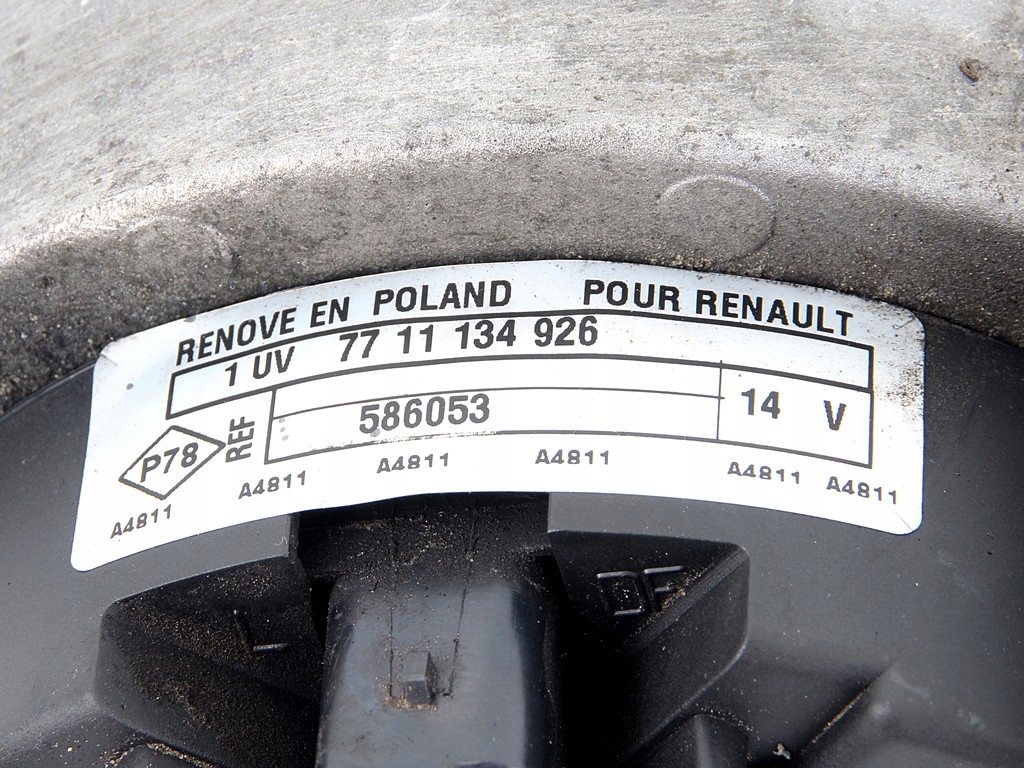 RENOVE EN POLAND POUR RENAULT
1 UV 77 11 134 926
P78 REF 586053 14 V
A4811 A4811 A4811 A4811 A4811 A4811
L DF